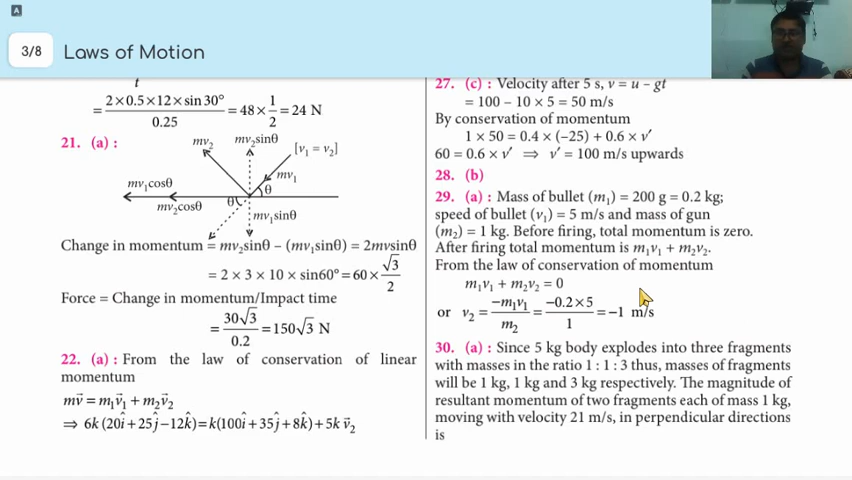 A
3/8
Laws of Motion
t
= 2×0.5×12×sin30° / 0.25 = 48× 1/2 = 24 N
21. (a) :
mv₂
mv₂sinθ
[v₁ = v₂]
mv₁
θ
mv₁cosθ
mv₂cosθ
θ
mv₁sinθ
Change in momentum = mv₂sinθ – (mv₁sinθ) = 2mvsinθ
= 2 × 3 × 10 × sin60° = 60 × √3/2
Force = Change in momentum/Impact time
= 30√3 / 0.2 = 150√3 N
22. (a) : From the law of conservation of linear
momentum
mv⃗ = m₁v⃗₁ + m₂v⃗₂
⇒ 6k (20î + 25ĵ – 12k̂) = k(100î + 35ĵ + 8k̂) + 5k v⃗₂
27. (c) : Velocity after 5 s, v = u – gt
= 100 – 10 × 5 = 50 m/s
By conservation of momentum
1 × 50 = 0.4 × (–25) + 0.6 × v′
60 = 0.6 × v′ ⇒ v′ = 100 m/s upwards
28. (b)
29. (a) : Mass of bullet (m₁) = 200 g = 0.2 kg;
speed of bullet (v₁) = 5 m/s and mass of gun
(m₂) = 1 kg. Before firing, total momentum is zero.
After firing total momentum is m₁v₁ + m₂v₂.
From the law of conservation of momentum
m₁v₁ + m₂v₂ = 0
or v₂ = –m₁v₁ / m₂ = –0.2×5 / 1 = –1 m/s
30. (a) : Since 5 kg body explodes into three fragments
with masses in the ratio 1 : 1 : 3 thus, masses of fragments
will be 1 kg, 1 kg and 3 kg respectively. The magnitude of
resultant momentum of two fragments each of mass 1 kg,
moving with velocity 21 m/s, in perpendicular directions
is